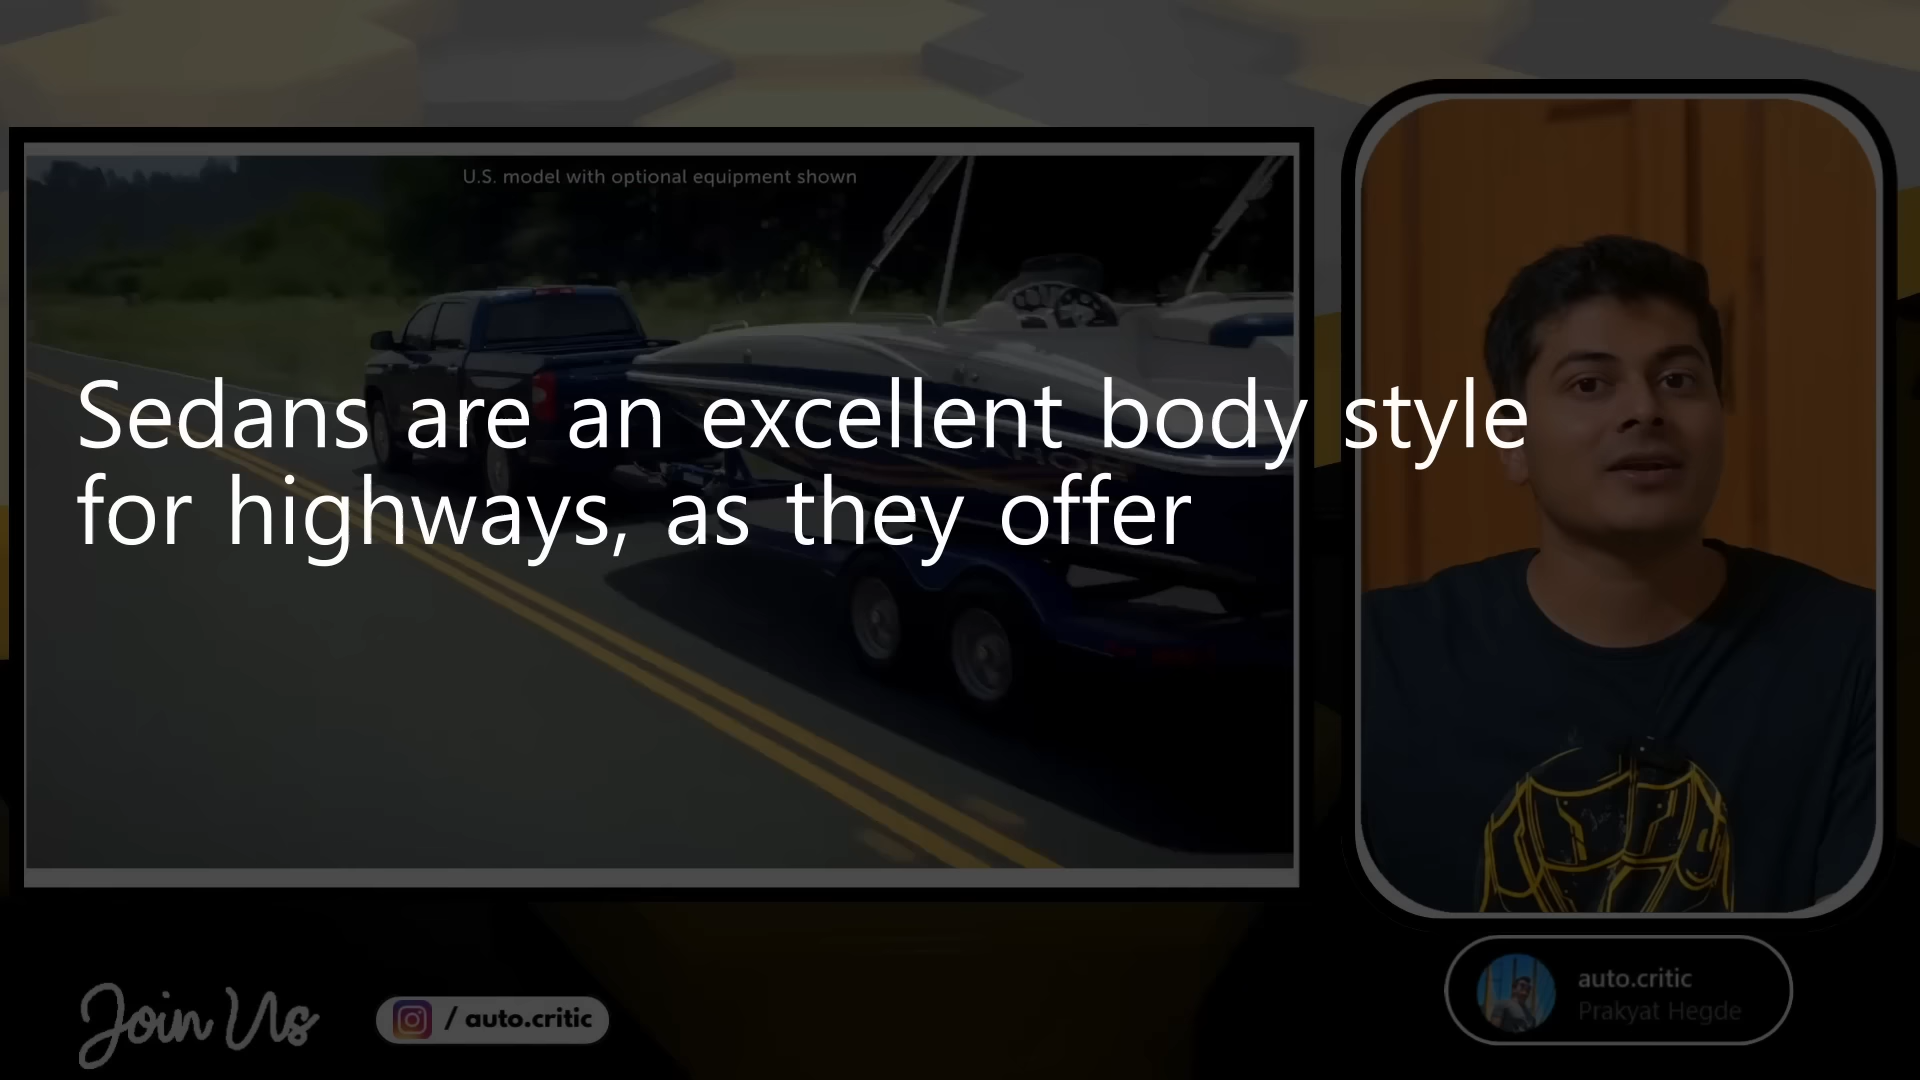 U.S. model with optional equipment shown
Sedans are an excellent body style
for highways, as they offer
Join Us
/ auto.critic
auto.critic
Prakyat Hegde